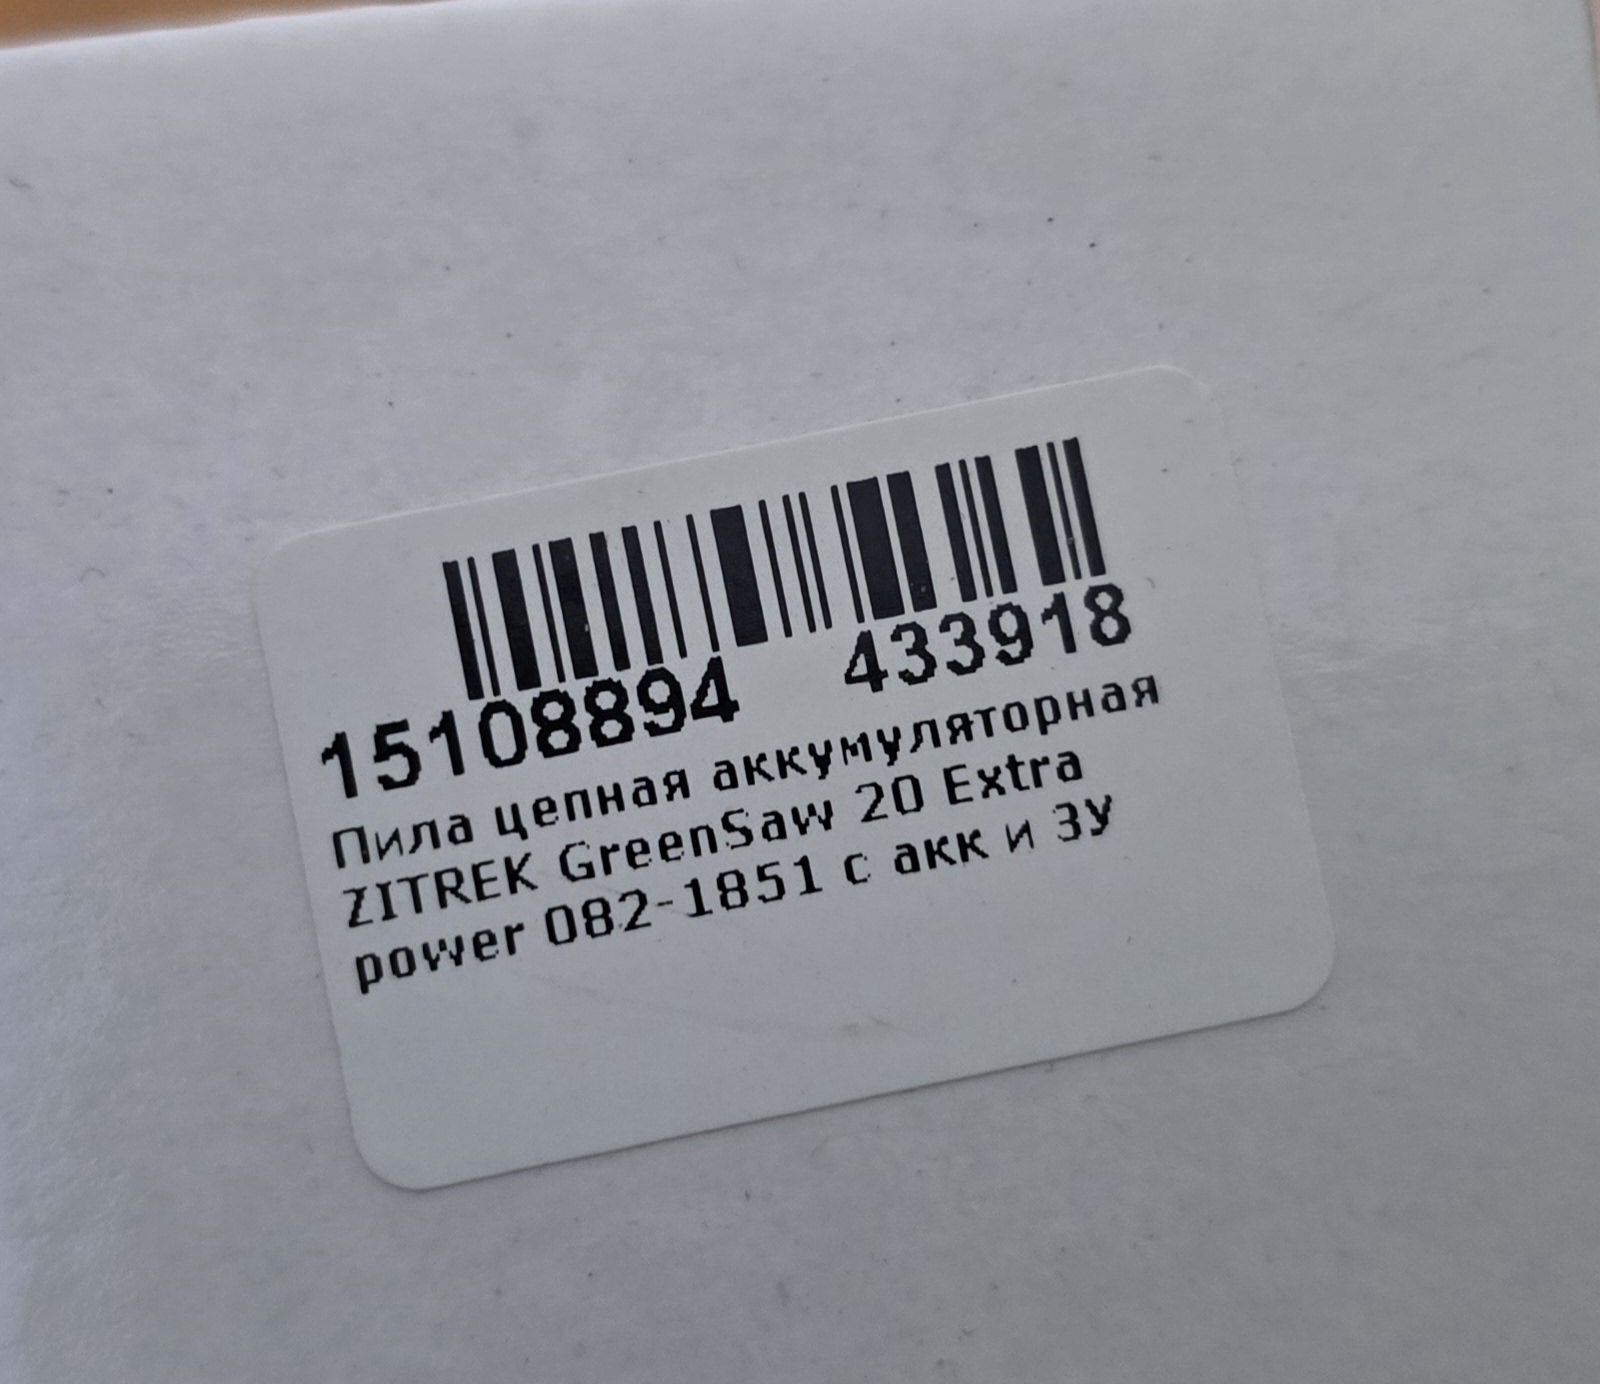 15108894 433918
Пила цепная аккумуляторная
ZITREK GreenSaw 20 Extra
power 082-1851 с акк и ЗУ